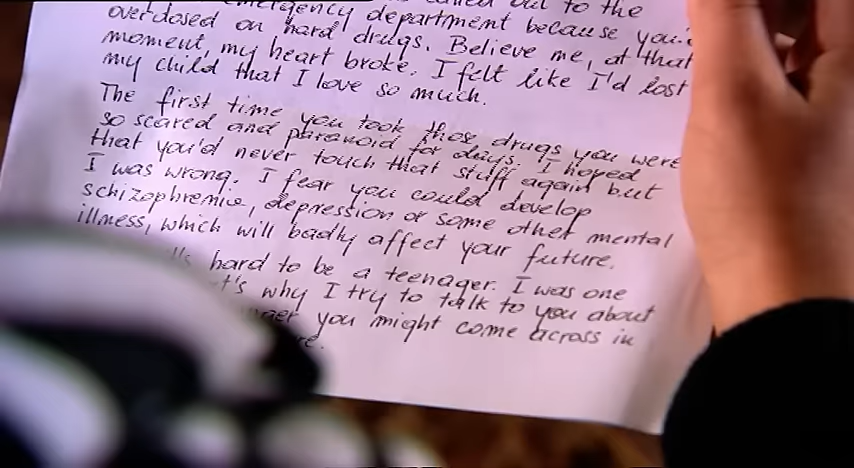 out to the
emergency department because you'd
overdosed on hard drugs. Believe me, at that
moment, my heart broke. I felt like I'd lost
my child that I love so much.
The first time you took those drugs you were
so scared and paranoid for days. I hoped
that you'd never touch that stuff again but
I was wrong. I fear you could develop
schizophrenia, depression or some other mental
illness, which will badly affect your future.
hard to be a teenager. I was one
why I try to talk to you about
you might come across in